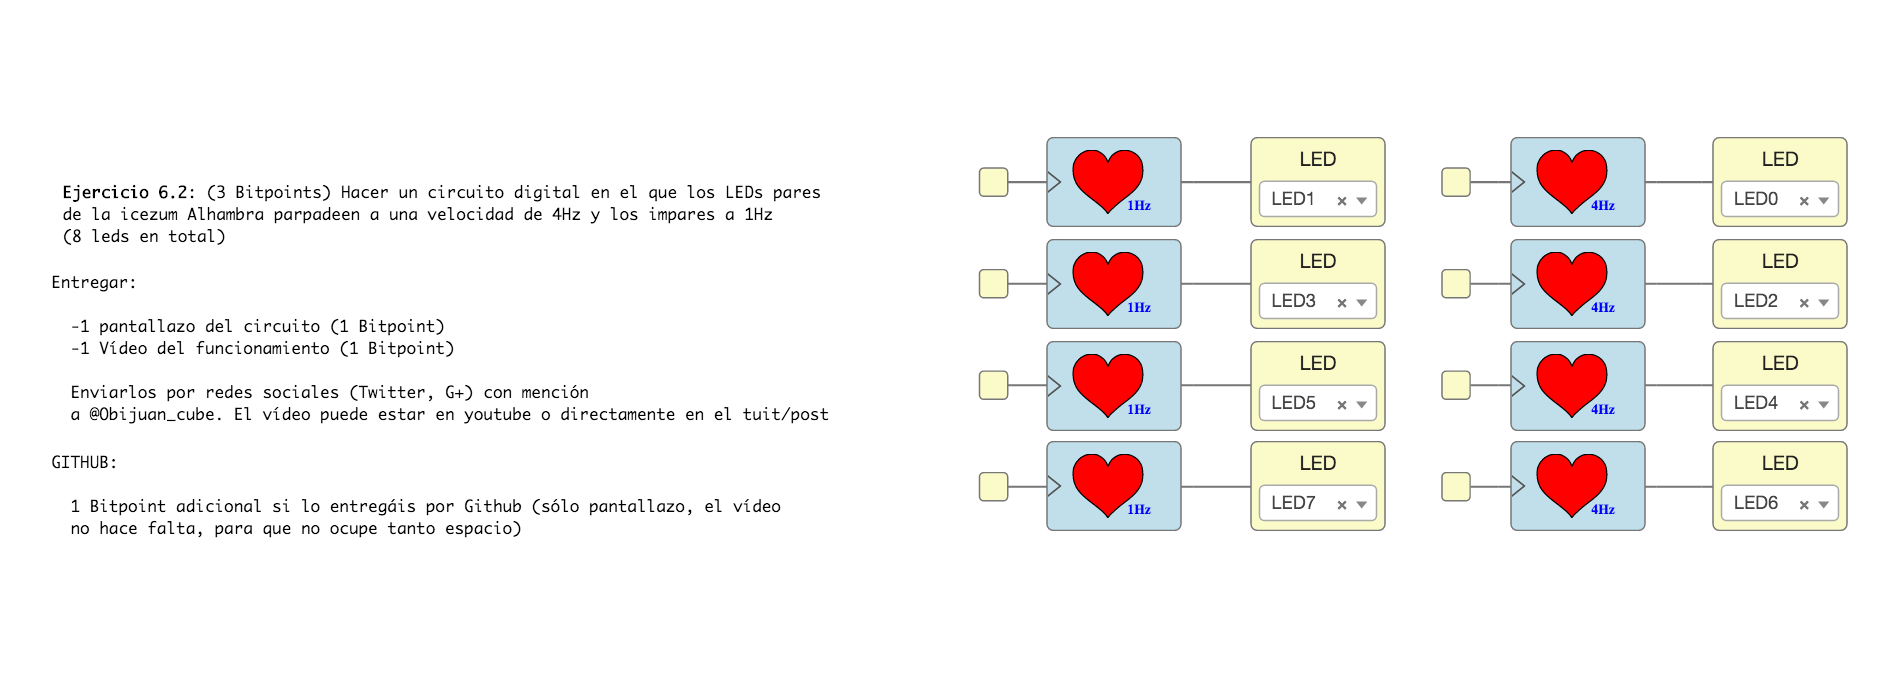 Ejercicio 6.2: (3 Bitpoints) Hacer un circuito digital en el que los LEDs pares
de la icezum Alhambra parpadeen a una velocidad de 4Hz y los impares a 1Hz
(8 leds en total)
Entregar:
-1 pantallazo del circuito (1 Bitpoint)
-1 Vídeo del funcionamiento (1 Bitpoint)
Enviarlos por redes sociales (Twitter, G+) con mención
a @Obijuan_cube. El vídeo puede estar en youtube o directamente en el tuit/post
GITHUB:
1 Bitpoint adicional si lo entregáis por Github (sólo pantallazo, el vídeo
no hace falta, para que no ocupe tanto espacio)
1Hz
LED
LED1
4Hz
LED
LED0
1Hz
LED
LED3
4Hz
LED
LED2
1Hz
LED
LED5
4Hz
LED
LED4
1Hz
LED
LED7
4Hz
LED
LED6